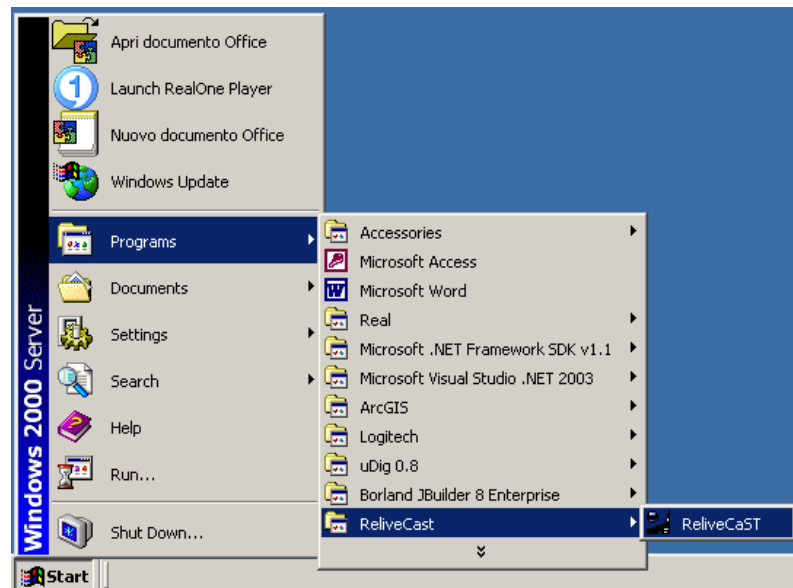 Apri documento Office
Launch RealOne Player
Nuovo documento Office
Windows Update
Programs
Documents
Settings
Search
Help
Run...
Shut Down...
Windows 2000 Server
Start
Accessories
Microsoft Access
Microsoft Word
Real
Microsoft .NET Framework SDK v1.1
Microsoft Visual Studio .NET 2003
ArcGIS
Logitech
uDig 0.8
Borland JBuilder 8 Enterprise
ReliveCast
ReliveCaST